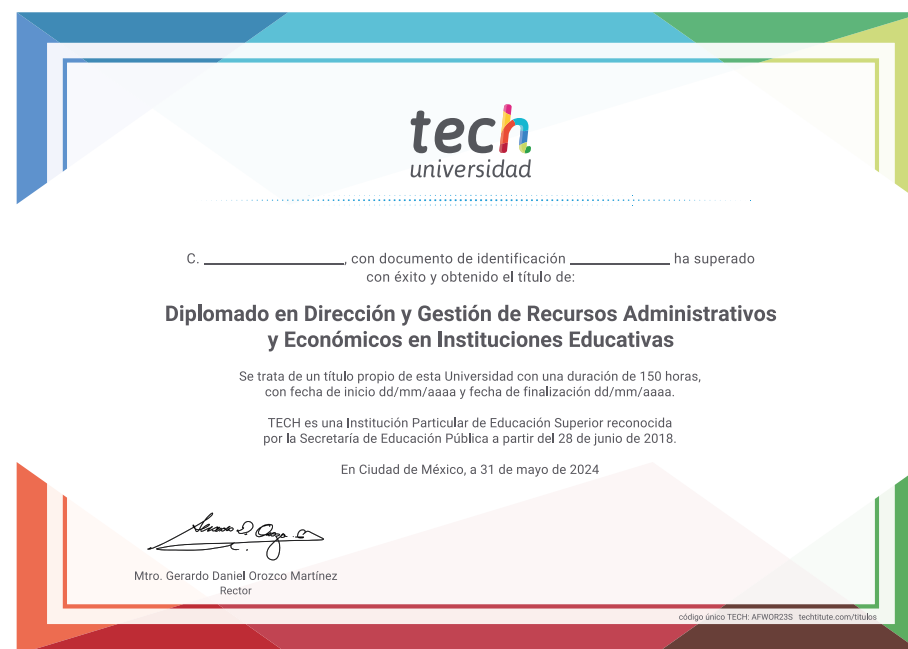 tech
universidad
C. ____________, con documento de identificación ____________ ha superado
con éxito y obtenido el título de:
Diplomado en Dirección y Gestión de Recursos Administrativos
y Económicos en Instituciones Educativas
Se trata de un título propio de esta Universidad con una duración de 150 horas,
con fecha de inicio dd/mm/aaaa y fecha de finalización dd/mm/aaaa.
TECH es una Institución Particular de Educación Superior reconocida
por la Secretaría de Educación Pública a partir del 28 de junio de 2018.
En Ciudad de México, a 31 de mayo de 2024
Mtro. Gerardo Daniel Orozco Martínez
Rector
código único TECH: AFWOR23S techtitute.com/titulos